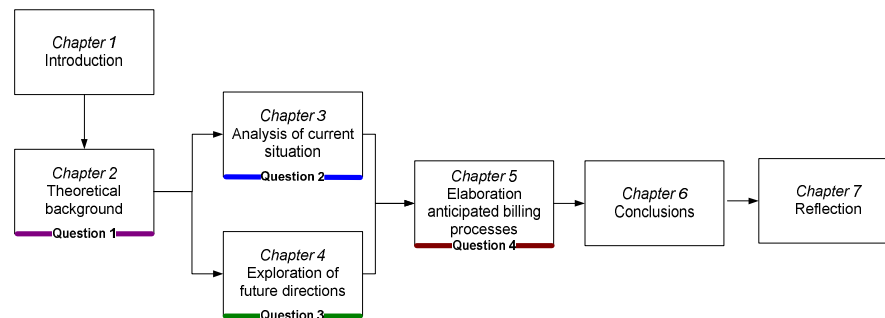 Chapter 1
Introduction
Chapter 2
Theoretical
background
Question 1
Chapter 3
Analysis of current
situation
Question 2
Chapter 4
Exploration of
future directions
Question 3
Chapter 5
Elaboration
anticipated billing
processes
Question 4
Chapter 6
Conclusions
Chapter 7
Reflection